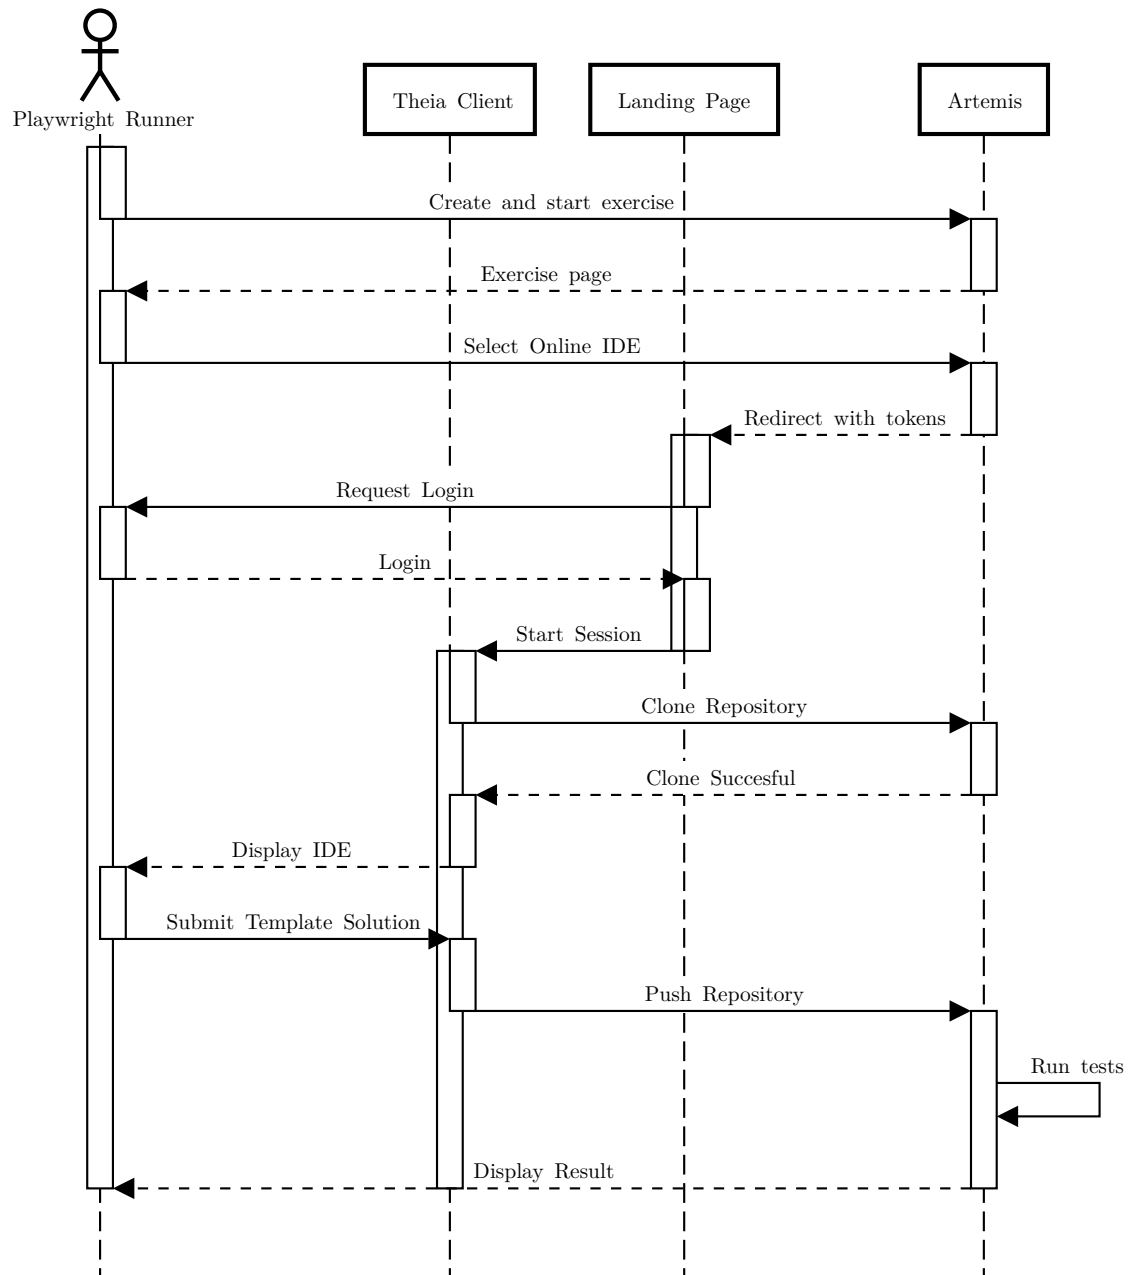 Playwright Runner
Theia Client
Landing Page
Artemis
Create and start exercise
Exercise page
Select Online IDE
Redirect with tokens
Request Login
Login
Start Session
Clone Repository
Clone Succesful
Display IDE
Submit Template Solution
Push Repository
Run tests
Display Result